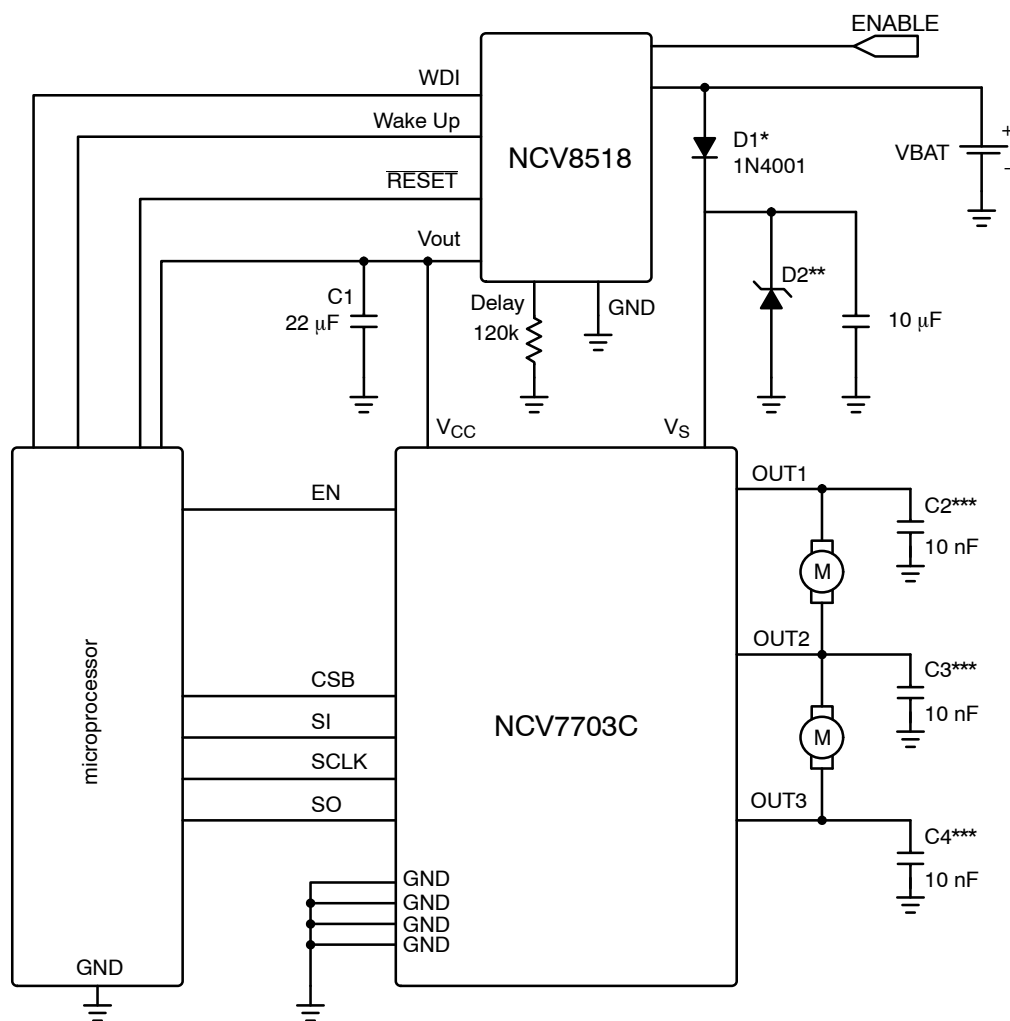 ENABLE
WDI
Wake Up
RESET
Vout
NCV8518
D1*
1N4001
VBAT
+
−
D2**
10 μF
C1
22 μF
Delay
120k
GND
VCC
VS
microprocessor
EN
CSB
SI
SCLK
SO
GND
GND
GND
GND
GND
NCV7703C
OUT1
C2***
10 nF
M
OUT2
C3***
10 nF
M
OUT3
C4***
10 nF